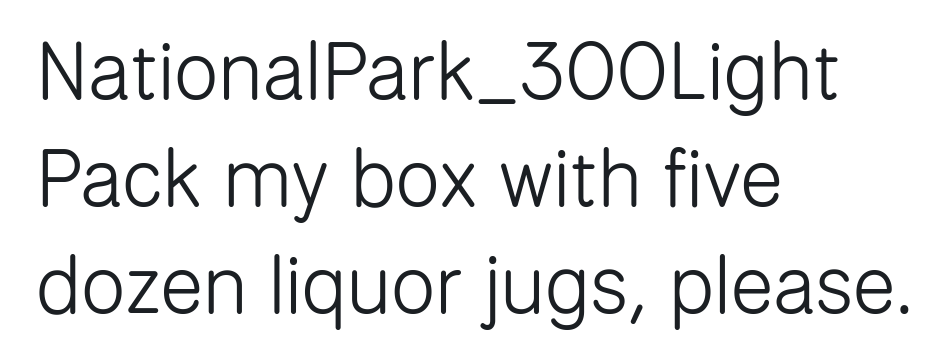 NationalPark_300Light
Pack my box with five
dozen liquor jugs, please.